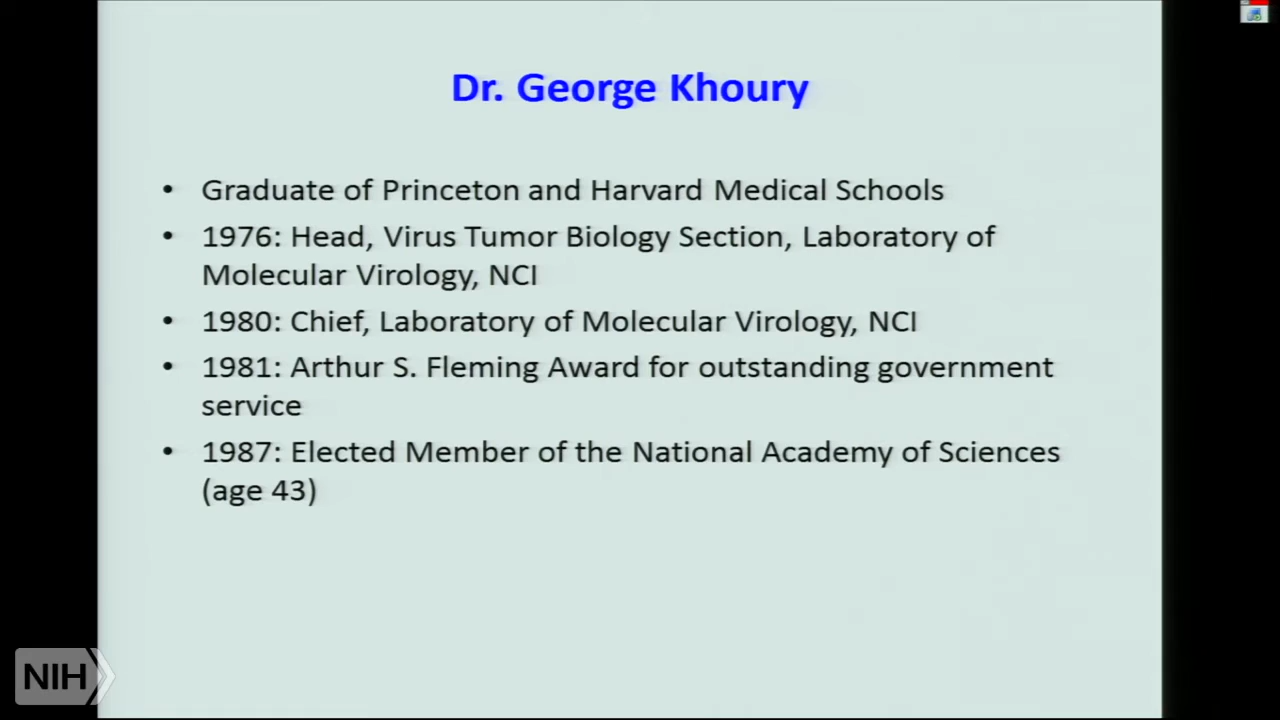 Dr. George Khoury
• Graduate of Princeton and Harvard Medical Schools
• 1976: Head, Virus Tumor Biology Section, Laboratory of
Molecular Virology, NCI
• 1980: Chief, Laboratory of Molecular Virology, NCI
• 1981: Arthur S. Fleming Award for outstanding government
service
• 1987: Elected Member of the National Academy of Sciences
(age 43)
NIH